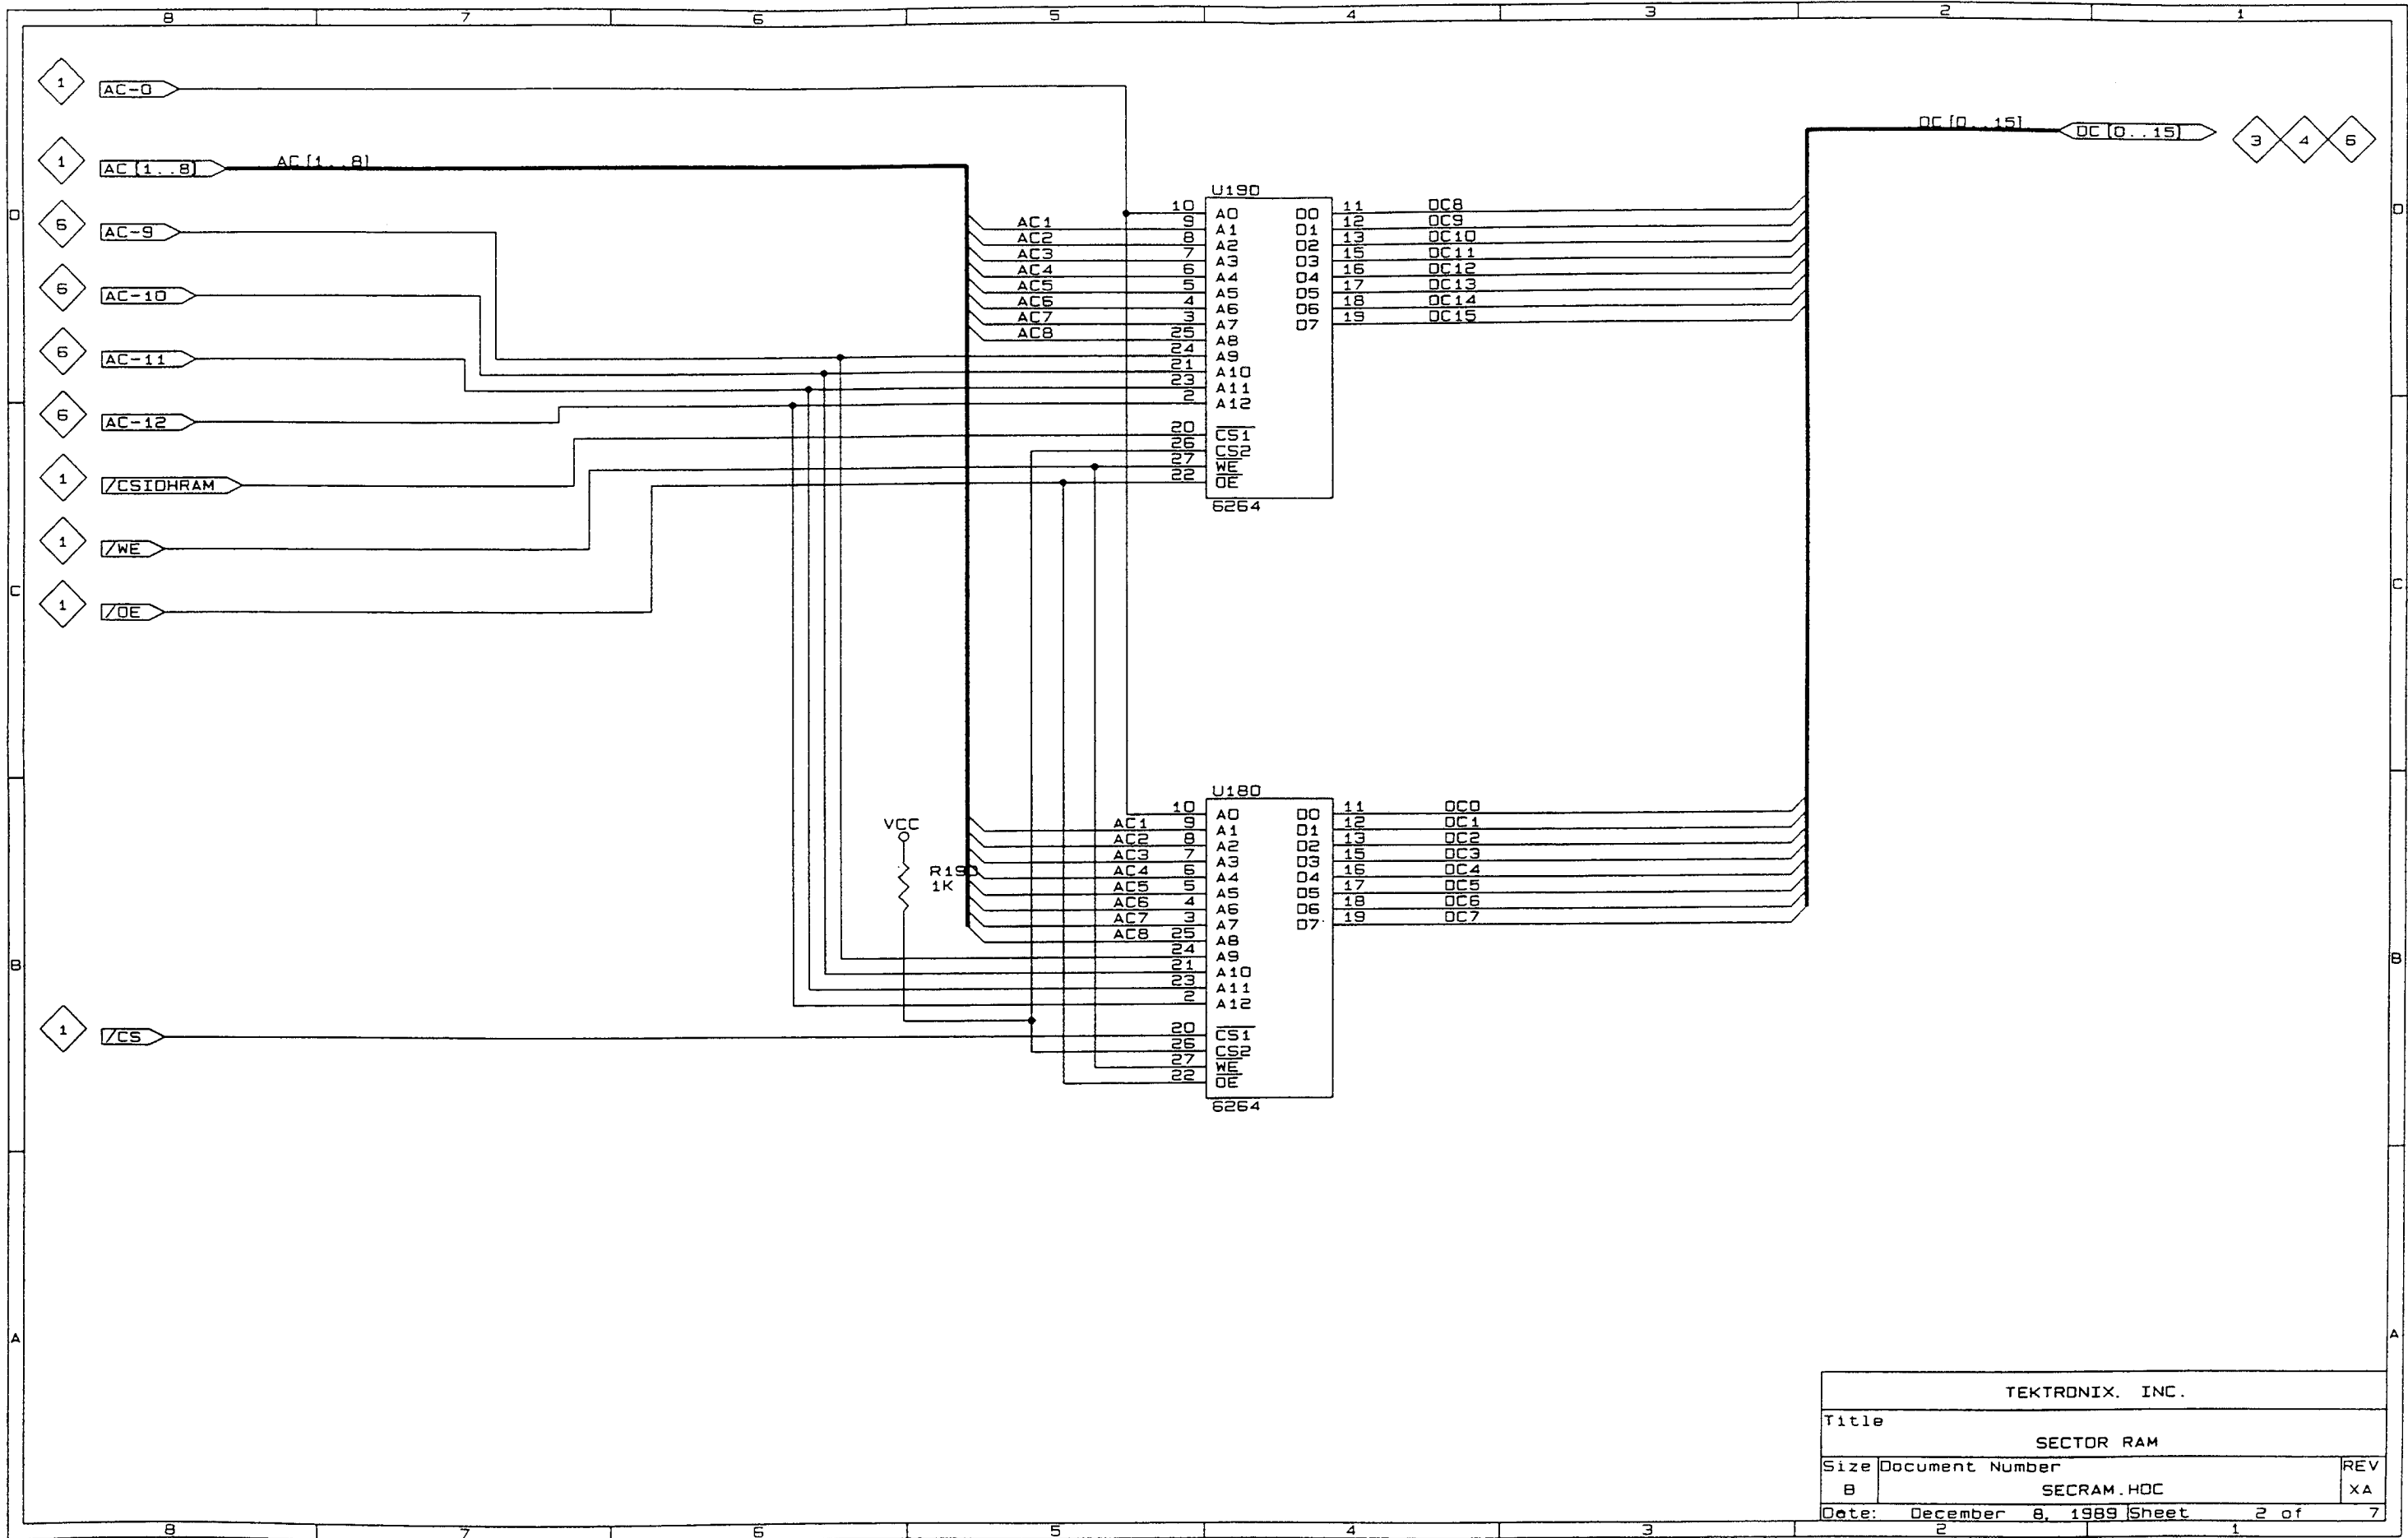 8 7 6 5 4 3 2 1
1 AC-0
DC[0..15] DC[0..15] 3 4 6
1 AC[1..8] AC[1..8]
6 AC-9
6 AC-10
6 AC-11
6 AC-12
1 /CSIDHRAM
1 /WE
1 /OE
U190
10 A0 D0 11 DC8
AC1 9 A1 D1 12 DC9
AC2 8 A2 D2 13 DC10
AC3 7 A3 D3 15 DC11
AC4 6 A4 D4 16 DC12
AC5 5 A5 D5 17 DC13
AC6 4 A6 D6 18 DC14
AC7 3 A7 D7 19 DC15
AC8 25 A8
24 A9
21 A10
23 A11
2 A12
20 CS1
26 CS2
27 WE
22 OE
6264
D D
C C
U180
10 A0 D0 11 DC0
AC1 9 A1 D1 12 DC1
AC2 8 A2 D2 13 DC2
AC3 7 A3 D3 15 DC3
AC4 6 A4 D4 16 DC4
AC5 5 A5 D5 17 DC5
AC6 4 A6 D6 18 DC6
AC7 3 A7 D7 19 DC7
AC8 25 A8
24 A9
21 A10
23 A11
2 A12
20 CS1
26 CS2
27 WE
22 OE
6264
VCC
R190
1K
B B
1 /CS
A A
TEKTRONIX. INC.
Title
SECTOR RAM
Size Document Number REV
B SECRAM.HDC XA
Date: December 8, 1989 Sheet 2 of 7
8 7 6 5 4 3 2 1